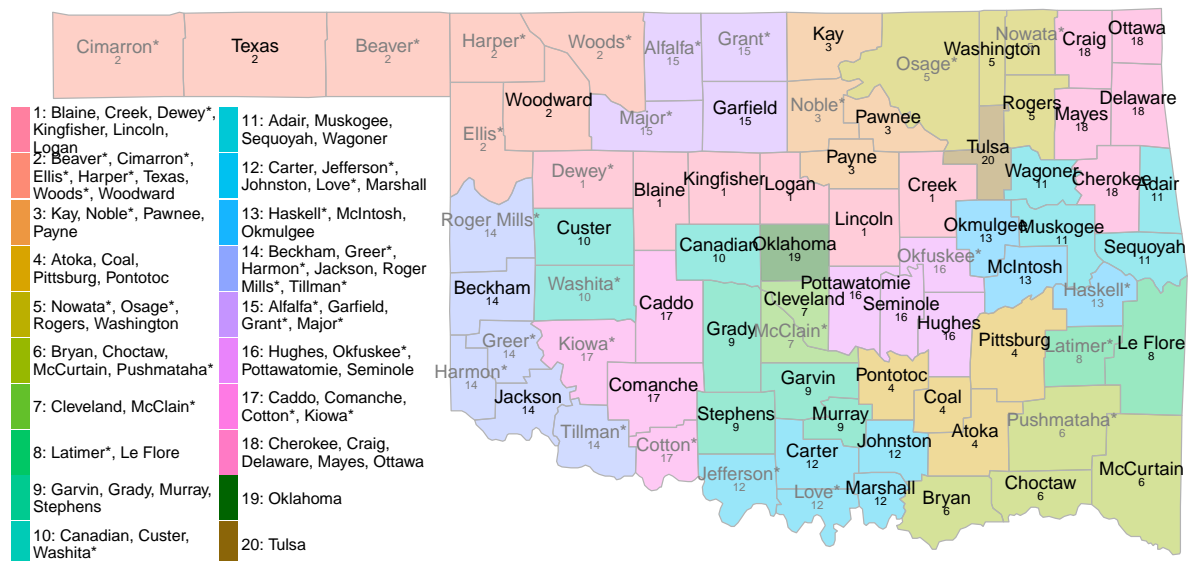 Cimarron*
2
Texas
2
Beaver*
2
Harper*
2
Woods*
2
Alfalfa*
15
Grant*
15
Kay
3
Osage*
5
Washington
5
Nowata*
5
Craig
18
Ottawa
18
Woodward
2
Ellis*
2
Major*
15
Garfield
15
Noble*
3
Pawnee
3
Rogers
5
Mayes
18
Delaware
18
Dewey*
1
Blaine
1
Kingfisher
1
Logan
1
Payne
3
Creek
1
Tulsa
20
Wagoner
11
Cherokee
18
Adair
11
Roger Mills*
14
Custer
10
Canadian
10
Oklahoma
19
Lincoln
1
Okfuskee*
16
Okmulgee
13
Muskogee
11
Sequoyah
11
Beckham
14
Washita*
10
Caddo
17
Grady
9
Cleveland
7
McClain*
7
Pottawatomie
16
Seminole
16
Hughes
16
McIntosh
13
Haskell*
13
Greer*
14
Harmon*
14
Kiowa*
17
Jackson
14
Comanche
17
Tillman*
14
Cotton*
17
Stephens
9
Garvin
9
Murray
9
Pontotoc
4
Coal
4
Pittsburg
4
Latimer*
8
Le Flore
8
Jefferson*
12
Carter
12
Love*
12
Johnston
12
Marshall
12
Atoka
4
Bryan
6
Pushmataha*
6
Choctaw
6
McCurtain
6
1: Blaine, Creek, Dewey*,
Kingfisher, Lincoln,
Logan
2: Beaver*, Cimarron*,
Ellis*, Harper*, Texas,
Woods*, Woodward
3: Kay, Noble*, Pawnee,
Payne
4: Atoka, Coal,
Pittsburg, Pontotoc
5: Nowata*, Osage*,
Rogers, Washington
6: Bryan, Choctaw,
McCurtain, Pushmataha*
7: Cleveland, McClain*
8: Latimer*, Le Flore
9: Garvin, Grady, Murray,
Stephens
10: Canadian, Custer,
Washita*
11: Adair, Muskogee,
Sequoyah, Wagoner
12: Carter, Jefferson*,
Johnston, Love*, Marshall
13: Haskell*, McIntosh,
Okmulgee
14: Beckham, Greer*,
Harmon*, Jackson, Roger
Mills*, Tillman*
15: Alfalfa*, Garfield,
Grant*, Major*
16: Hughes, Okfuskee*,
Pottawatomie, Seminole
17: Caddo, Comanche,
Cotton*, Kiowa*
18: Cherokee, Craig,
Delaware, Mayes, Ottawa
19: Oklahoma
20: Tulsa